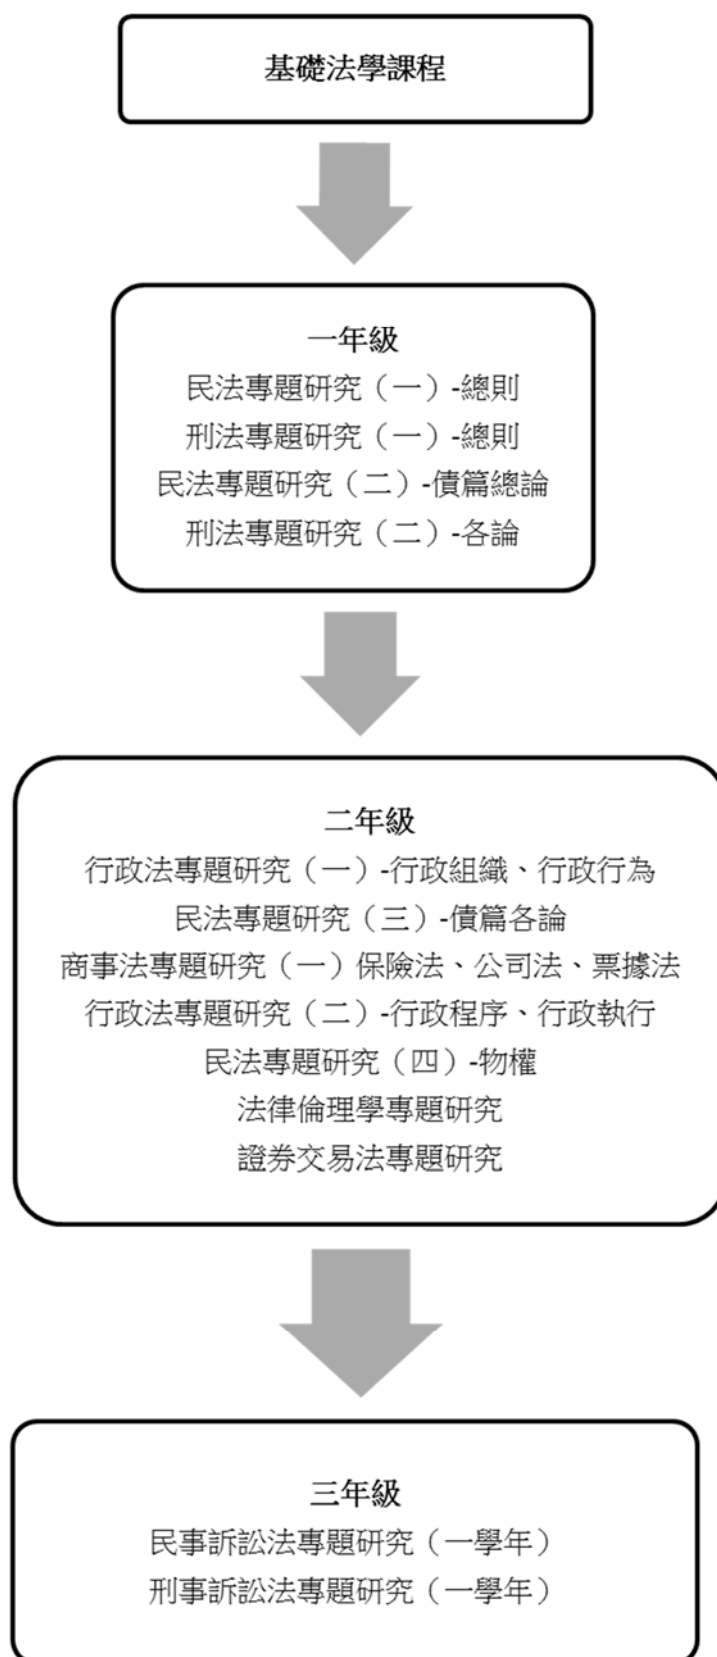 基礎法學課程
一年級
民法專題研究（一）-總則
刑法專題研究（一）-總則
民法專題研究（二）-債篇總論
刑法專題研究（二）-各論
二年級
行政法專題研究（一）-行政組織、行政行為
民法專題研究（三）-債篇各論
商事法專題研究（一）保險法、公司法、票據法
行政法專題研究（二）-行政程序、行政執行
民法專題研究（四）-物權
法律倫理學專題研究
證券交易法專題研究
三年級
民事訴訟法專題研究（一學年）
刑事訴訟法專題研究（一學年）